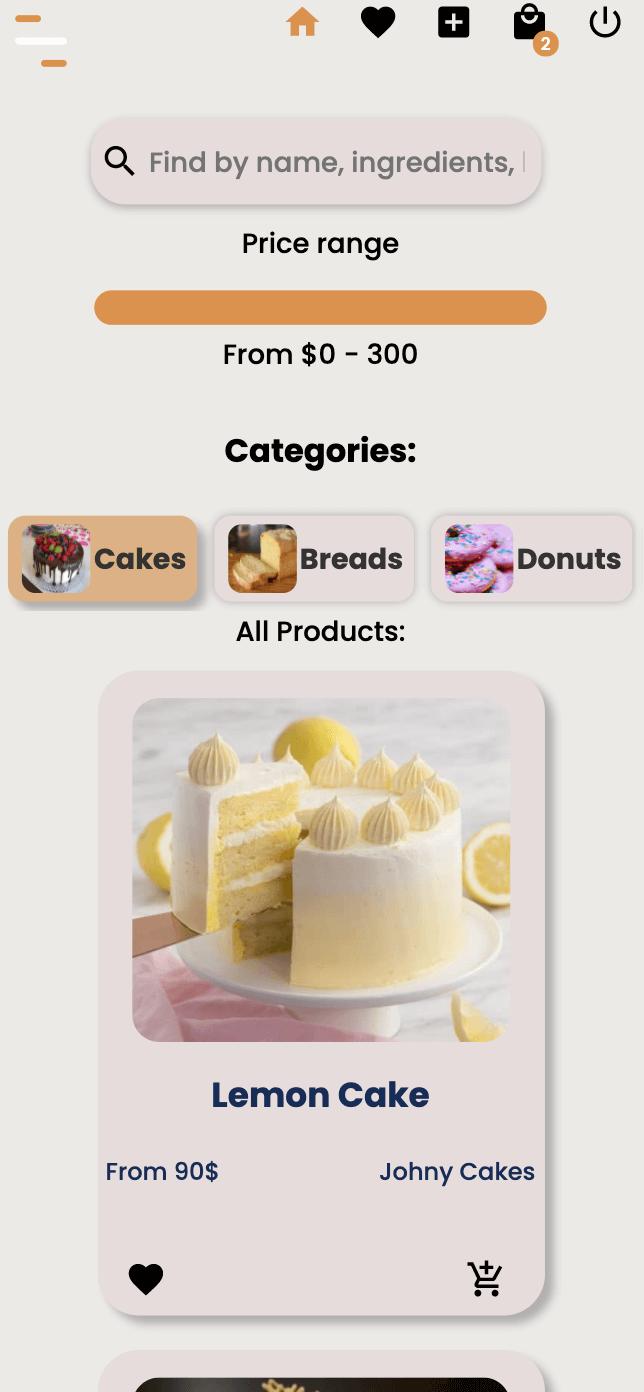 2
Find by name, ingredients,
Price range
From $0 - 300
Categories:
Cakes
Breads
Donuts
All Products:
Lemon Cake
From 90$
Johny Cakes